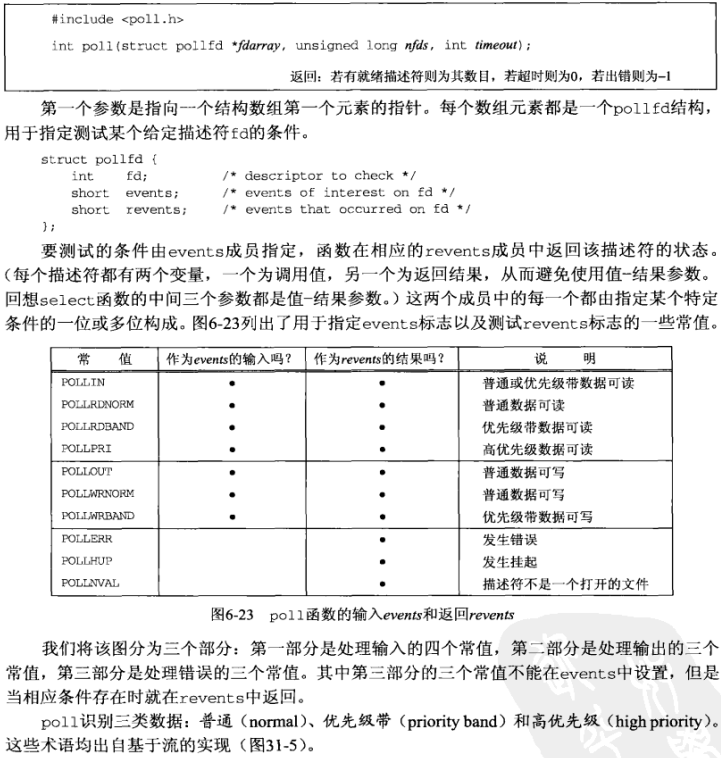 #include <poll.h>
int poll(struct pollfd *fdarray, unsigned long nfds, int timeout);
返回：若有就绪描述符则为其数目，若超时则为0，若出错则为–1
第一个参数是指向一个结构数组第一个元素的指针。每个数组元素都是一个pollfd结构，
用于指定测试某个给定描述符fd的条件。
struct pollfd {
int fd; /* descriptor to check */
short events; /* events of interest on fd */
short revents; /* events that occurred on fd */
};
要测试的条件由events成员指定，函数在相应的revents成员中返回该描述符的状态。
（每个描述符都有两个变量，一个为调用值，另一个为返回结果，从而避免使用值–结果参数。
回想select函数的中间三个参数都是值–结果参数。）这两个成员中的每一个都由指定某个特定
条件的一位或多位构成。图6-23列出了用于指定events标志以及测试revents标志的一些常值。
常 值 作为events的输入吗？ 作为revents的结果吗？ 说 明
POLLIN • • 普通或优先级带数据可读
POLLRDNORM • • 普通数据可读
POLLRDBAND • • 优先级带数据可读
POLLPRI • • 高优先级数据可读
POLLOUT • • 普通数据可写
POLLWRNORM • • 普通数据可写
POLLWRBAND • • 优先级带数据可写
POLLERR • 发生错误
POLLHUP • 发生挂起
POLLNVAL • 描述符不是一个打开的文件
图6-23 poll函数的输入events和返回revents
我们将该图分为三个部分：第一部分是处理输入的四个常值，第二部分是处理输出的三个
常值，第三部分是处理错误的三个常值。其中第三部分的三个常值不能在events中设置，但是
当相应条件存在时就在revents中返回。
poll识别三类数据：普通（normal）、优先级带（priority band）和高优先级（high priority）。
这些术语均出自基于流的实现（图31-5）。